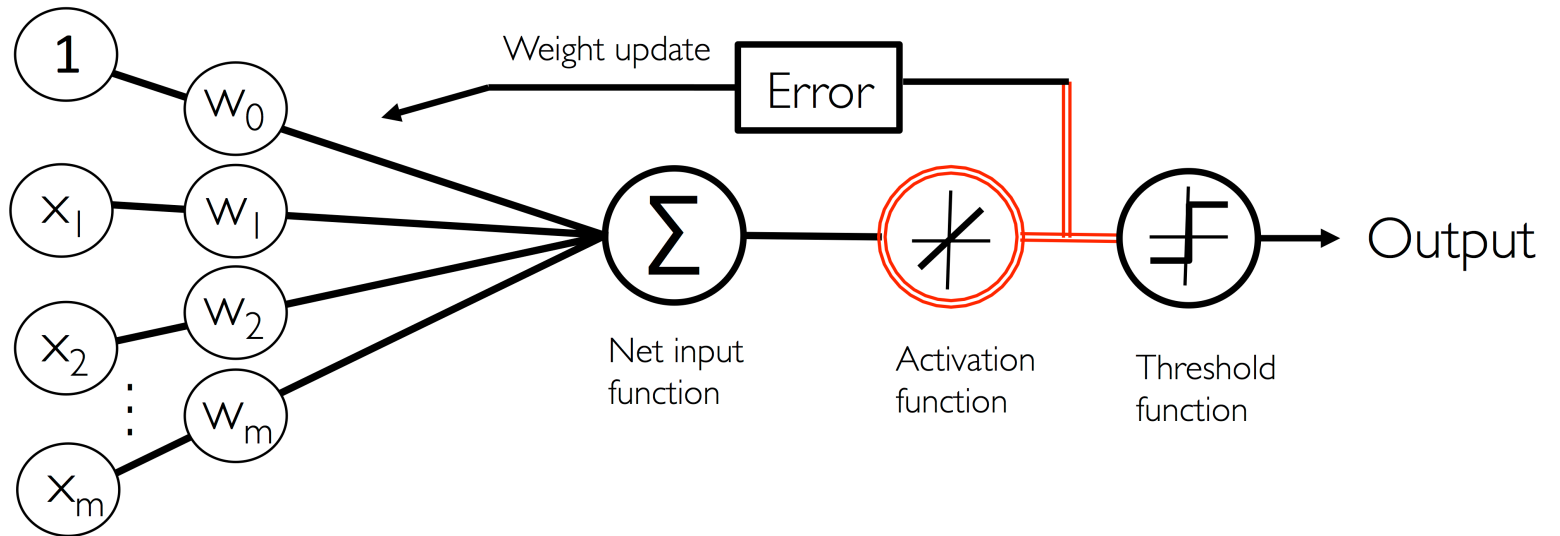 1
w₀
Weight update
Error
x₁
w₁
Σ
Output
x₂
w₂
Net input
function
Activation
function
Threshold
function
⋮
wₘ
xₘ